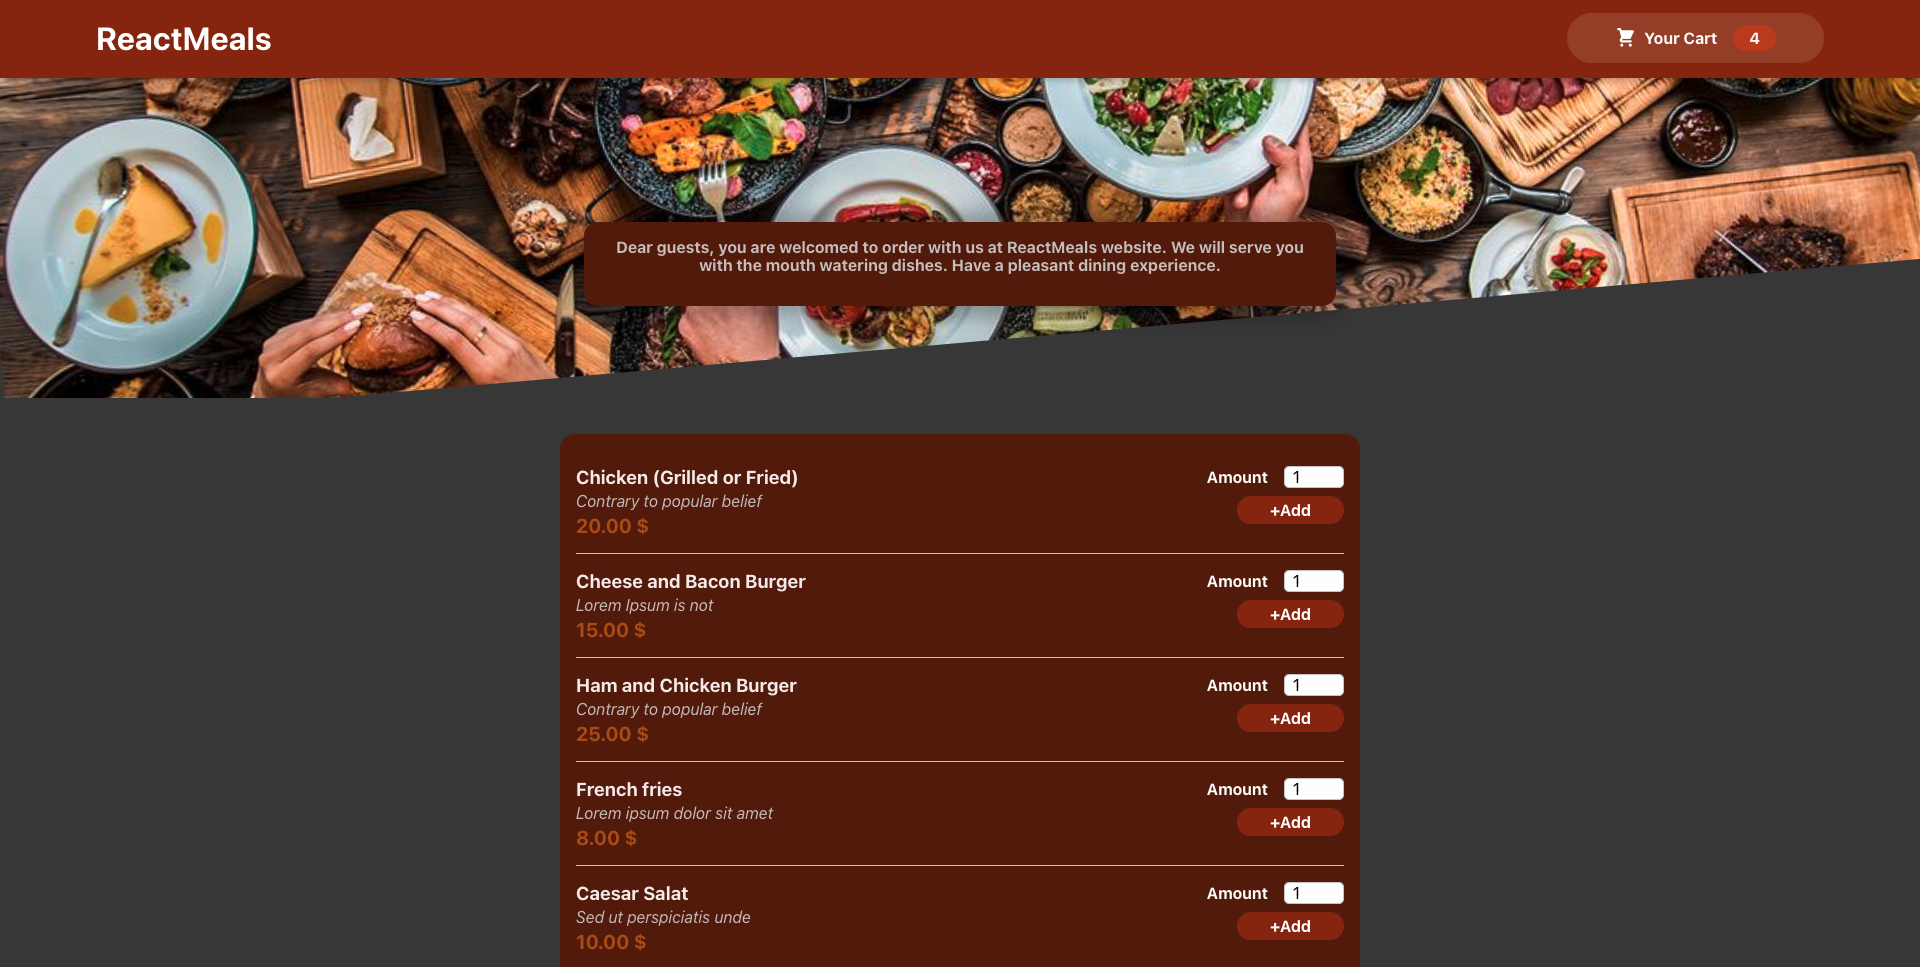 ReactMeals
Your Cart 4
Dear guests, you are welcomed to order with us at ReactMeals website. We will serve you
with the mouth watering dishes. Have a pleasant dining experience.
Chicken (Grilled or Fried)
Contrary to popular belief
20.00 $
Amount 1
+Add
Cheese and Bacon Burger
Lorem Ipsum is not
15.00 $
Amount 1
+Add
Ham and Chicken Burger
Contrary to popular belief
25.00 $
Amount 1
+Add
French fries
Lorem ipsum dolor sit amet
8.00 $
Amount 1
+Add
Caesar Salat
Sed ut perspiciatis unde
10.00 $
Amount 1
+Add